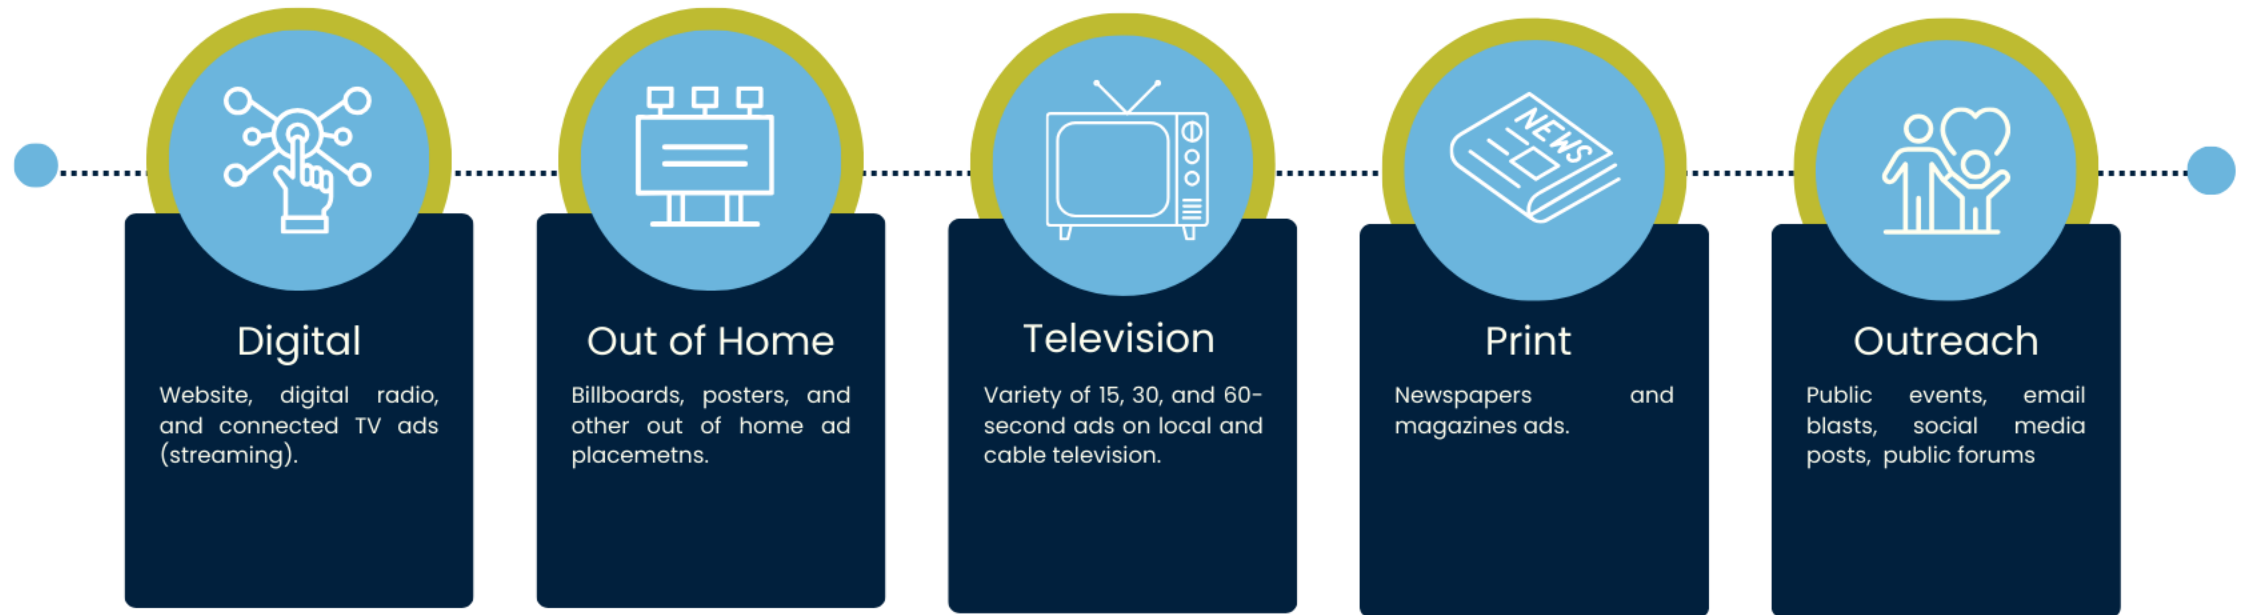 Digital
Website, digital radio,
and connected TV ads
(streaming).
Out of Home
Billboards, posters, and
other out of home ad
placemetns.
Television
Variety of 15, 30, and 60-
second ads on local and
cable television.
NEWS
Print
Newspapers and
magazines ads.
Outreach
Public events, email
blasts, social media
posts, public forums